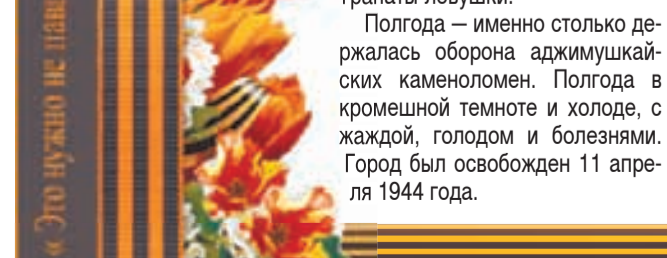 гранаты ловушки.
Полгода — именно столько де-
ржалась оборона аджимушкай-
ских каменоломен. Полгода в
кромешной темноте и холоде, с
жаждой, голодом и болезнями.
Город был освобожден 11 апре-
ля 1944 года.
« Это нужно не